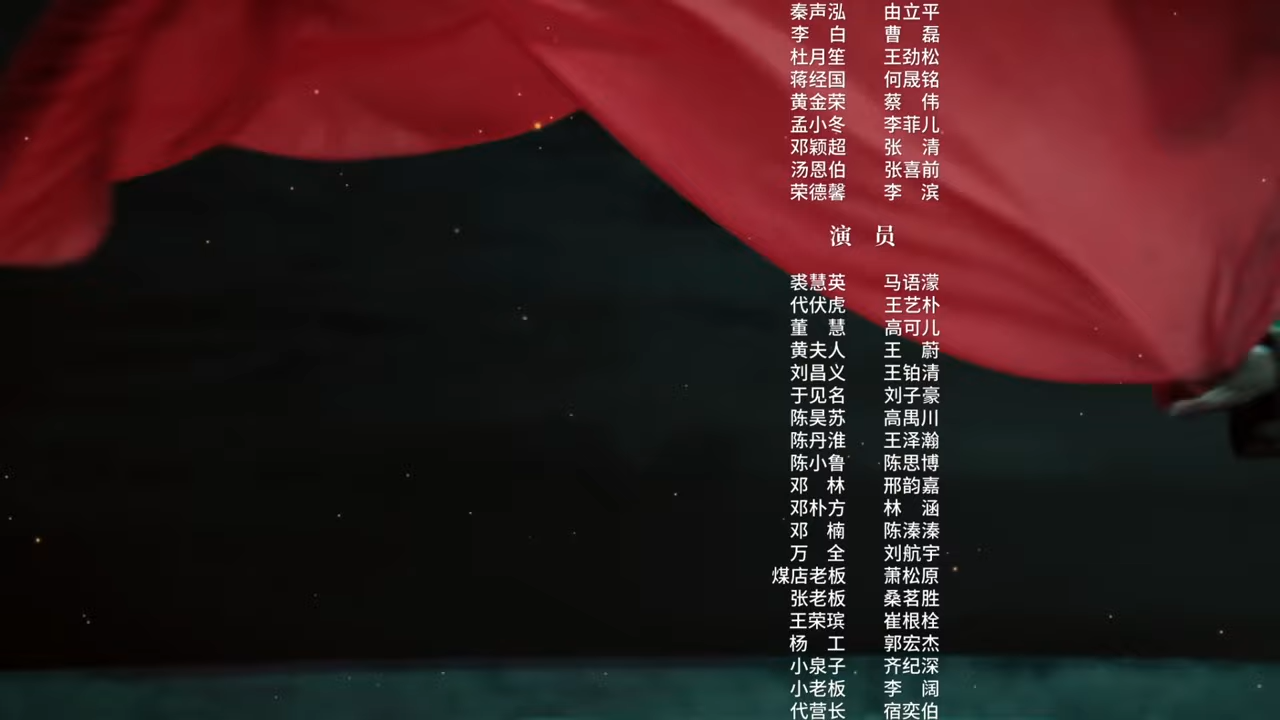 秦声泓 由立平
李 白 曹 磊
杜月笙 王劲松
蒋经国 何晟铭
黄金荣 蔡 伟
孟小冬 李菲儿
邓颖超 张 清
汤恩伯 张喜前
荣德馨 李 滨
演 员
裘慧英 马语濛
代伏虎 王艺朴
董 慧 高可儿
黄夫人 王 蔚
刘昌义 王铂清
于见名 刘子豪
陈昊苏 高禺川
陈丹淮 王泽瀚
陈小鲁 陈思博
邓 林 邢韵嘉
邓朴方 林 涵
邓 楠 陈溱溱
万 全 刘航宇
煤店老板 萧松原
张老板 桑茗胜
王荣瑸 崔根栓
杨 工 郭宏杰
小泉子 齐纪深
小老板 李 阔
代营长 宿奕伯